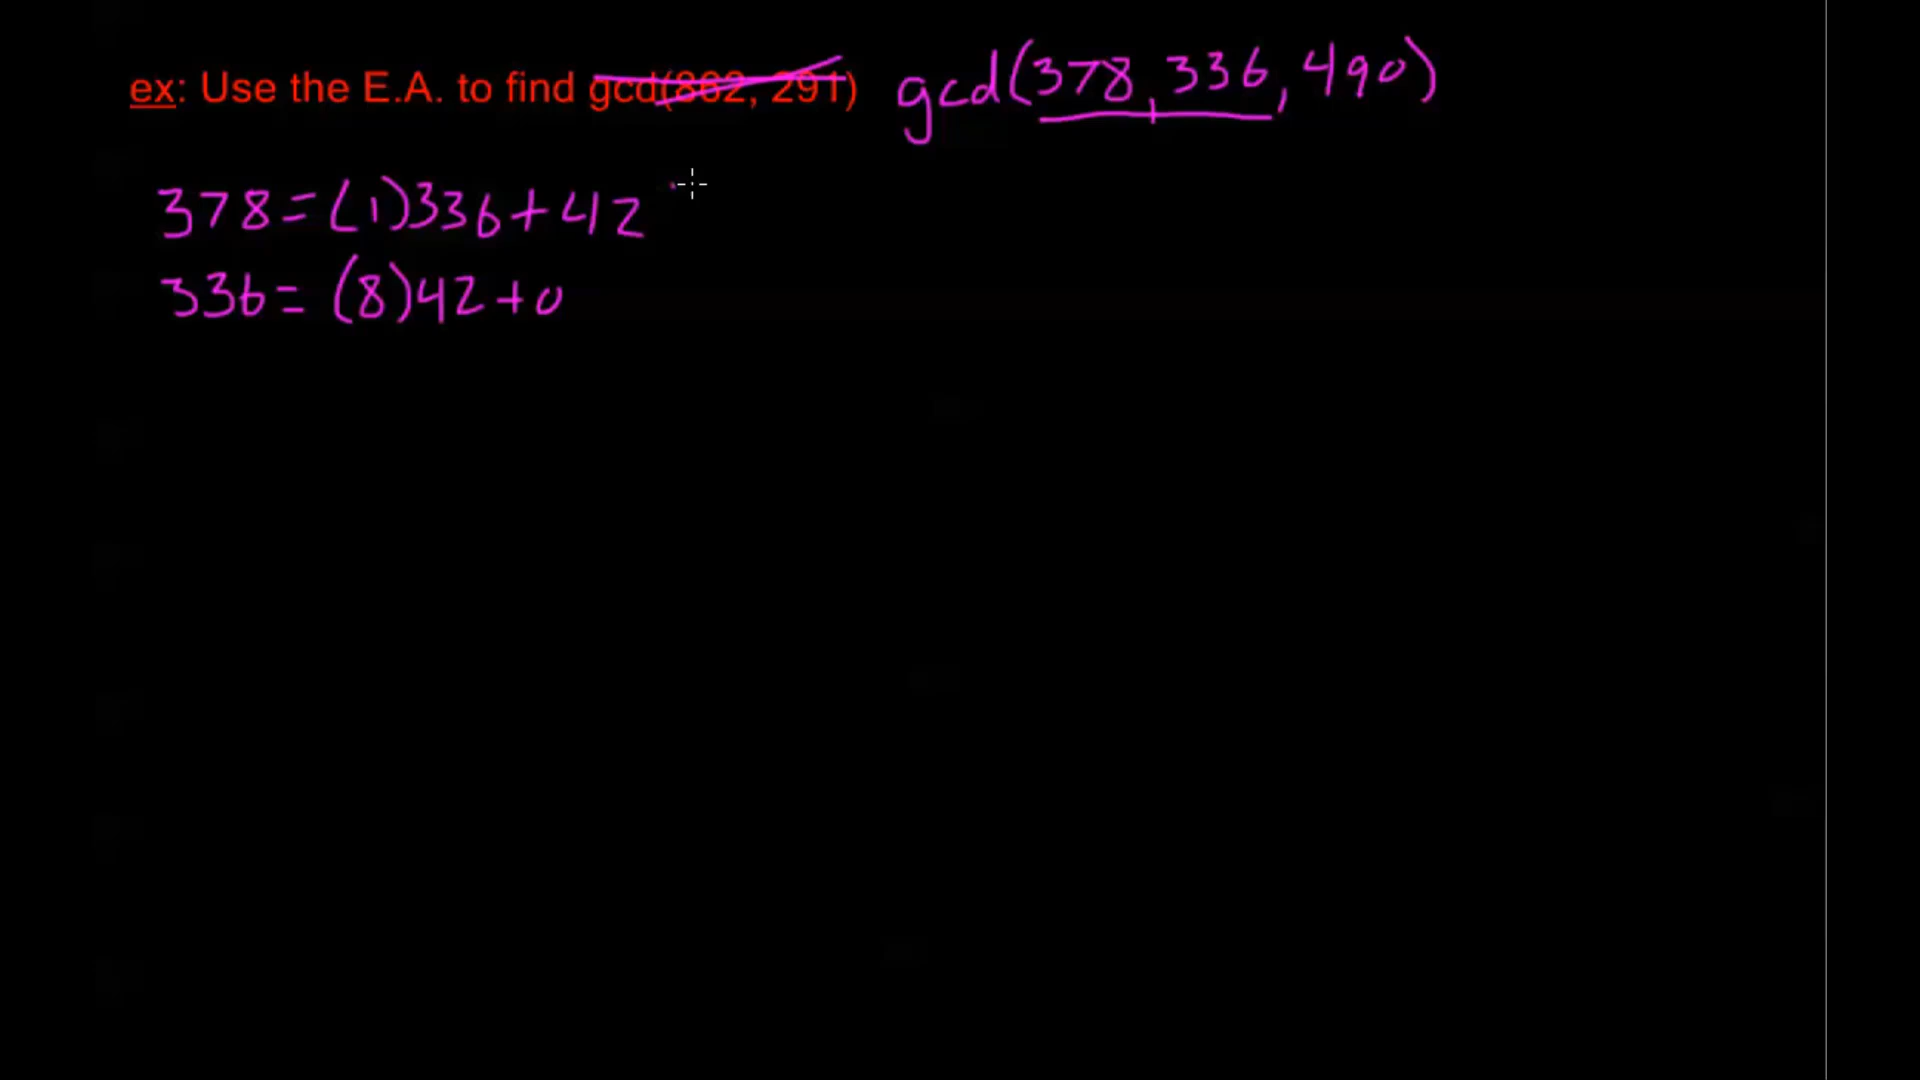 ex: Use the E.A. to find gcd(862, 291) gcd(378, 336, 490)
378 = (1)336 + 42
336 = (8)42 + 0